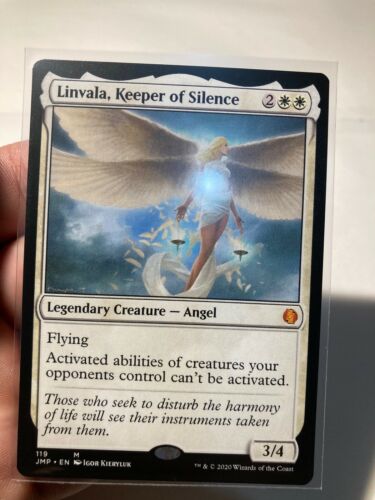 Linvala, Keeper of Silence 2
Legendary Creature — Angel
Flying
Activated abilities of creatures your
opponents control can't be activated.
Those who seek to disturb the harmony
of life will see their instruments taken
from them.
119 M
JMP • EN Igor Kieryluk
3/4
™ & © 2020 Wizards of the Coast